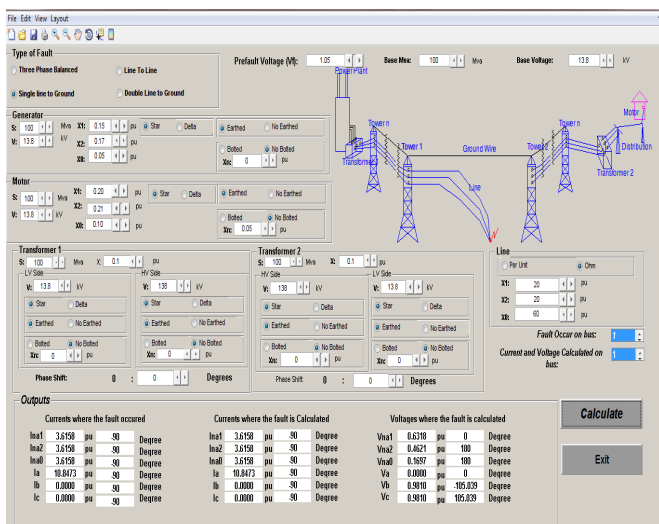 File Edit View Layout
Type of Fault
Three Phase Balanced
Line To Line
Single line to Ground
Double Line to Ground
Prefault Voltage (Vf): 1.05
Base Mva: 100 Mva
Base Voltage: 13.8 kV
Power Plant
Transformer
Tower n
Tower 1
Ground Wire
Line
Tower 2
Tower n
Motor
Distribution
Transformer 2
Generator
S: 100 Mva X1: 0.15 pu Star Delta
V: 13.8 kV X2: 0.17 pu
X0: 0.05 pu
Earthed No Earthed
Bolted No Bolted
Xn: 0 pu
Motor
S: 100 Mva X1: 0.20 pu Star Delta
V: 13.8 kV X2: 0.21 pu
X0: 0.10 pu
Earthed No Earthed
Bolted No Bolted
Xn: 0.05 pu
Transformer 1
S: 100 Mva X: 0.1 pu
LV Side
V: 13.8 kV
Star Delta
Earthed No Earthed
Bolted No Bolted
Xn: 0 pu
HV Side
V: 138 kV
Star Delta
Earthed No Earthed
Bolted No Bolted
Xn: 0 pu
Phase Shift: 0 : 0 Degrees
Transformer 2
S: 100 Mva X: 0.1 pu
HV Side
V: 138 kV
Star Delta
Earthed No Earthed
Bolted No Bolted
Xn: 0 pu
LV Side
V: 13.8 kV
Star Delta
Earthed No Earthed
Bolted No Bolted
Xn: 0 pu
Phase Shift: 0 : 0 Degrees
Line
Per Unit Ohm
X1: 20 pu
X2: 20 pu
X0: 60 pu
Fault Occur on bus: 1
Current and Voltage Calculated on bus: 1
Outputs
Currents where the fault occured
Ina1 3.6158 pu -90 Degree
Ina2 3.6158 pu -90 Degree
Ina0 3.6158 pu -90 Degree
Ia 10.8473 pu -90 Degree
Ib 0.0000 pu -90 Degree
Ic 0.0000 pu -90 Degree
Currents where the fault is Calculated
Ina1 3.6158 pu -90 Degree
Ina2 3.6158 pu -90 Degree
Ina0 3.6158 pu -90 Degree
Ia 10.8473 pu -90 Degree
Ib 0.0000 pu -90 Degree
Ic 0.0000 pu -90 Degree
Voltages where the fault is calculated
Vna1 0.6318 pu 0 Degree
Vna2 0.4621 pu 180 Degree
Vna0 0.1697 pu 180 Degree
Va 0.0000 pu 0 Degree
Vb 0.9810 pu -105.039 Degree
Vc 0.9810 pu 105.039 Degree
Calculate
Exit